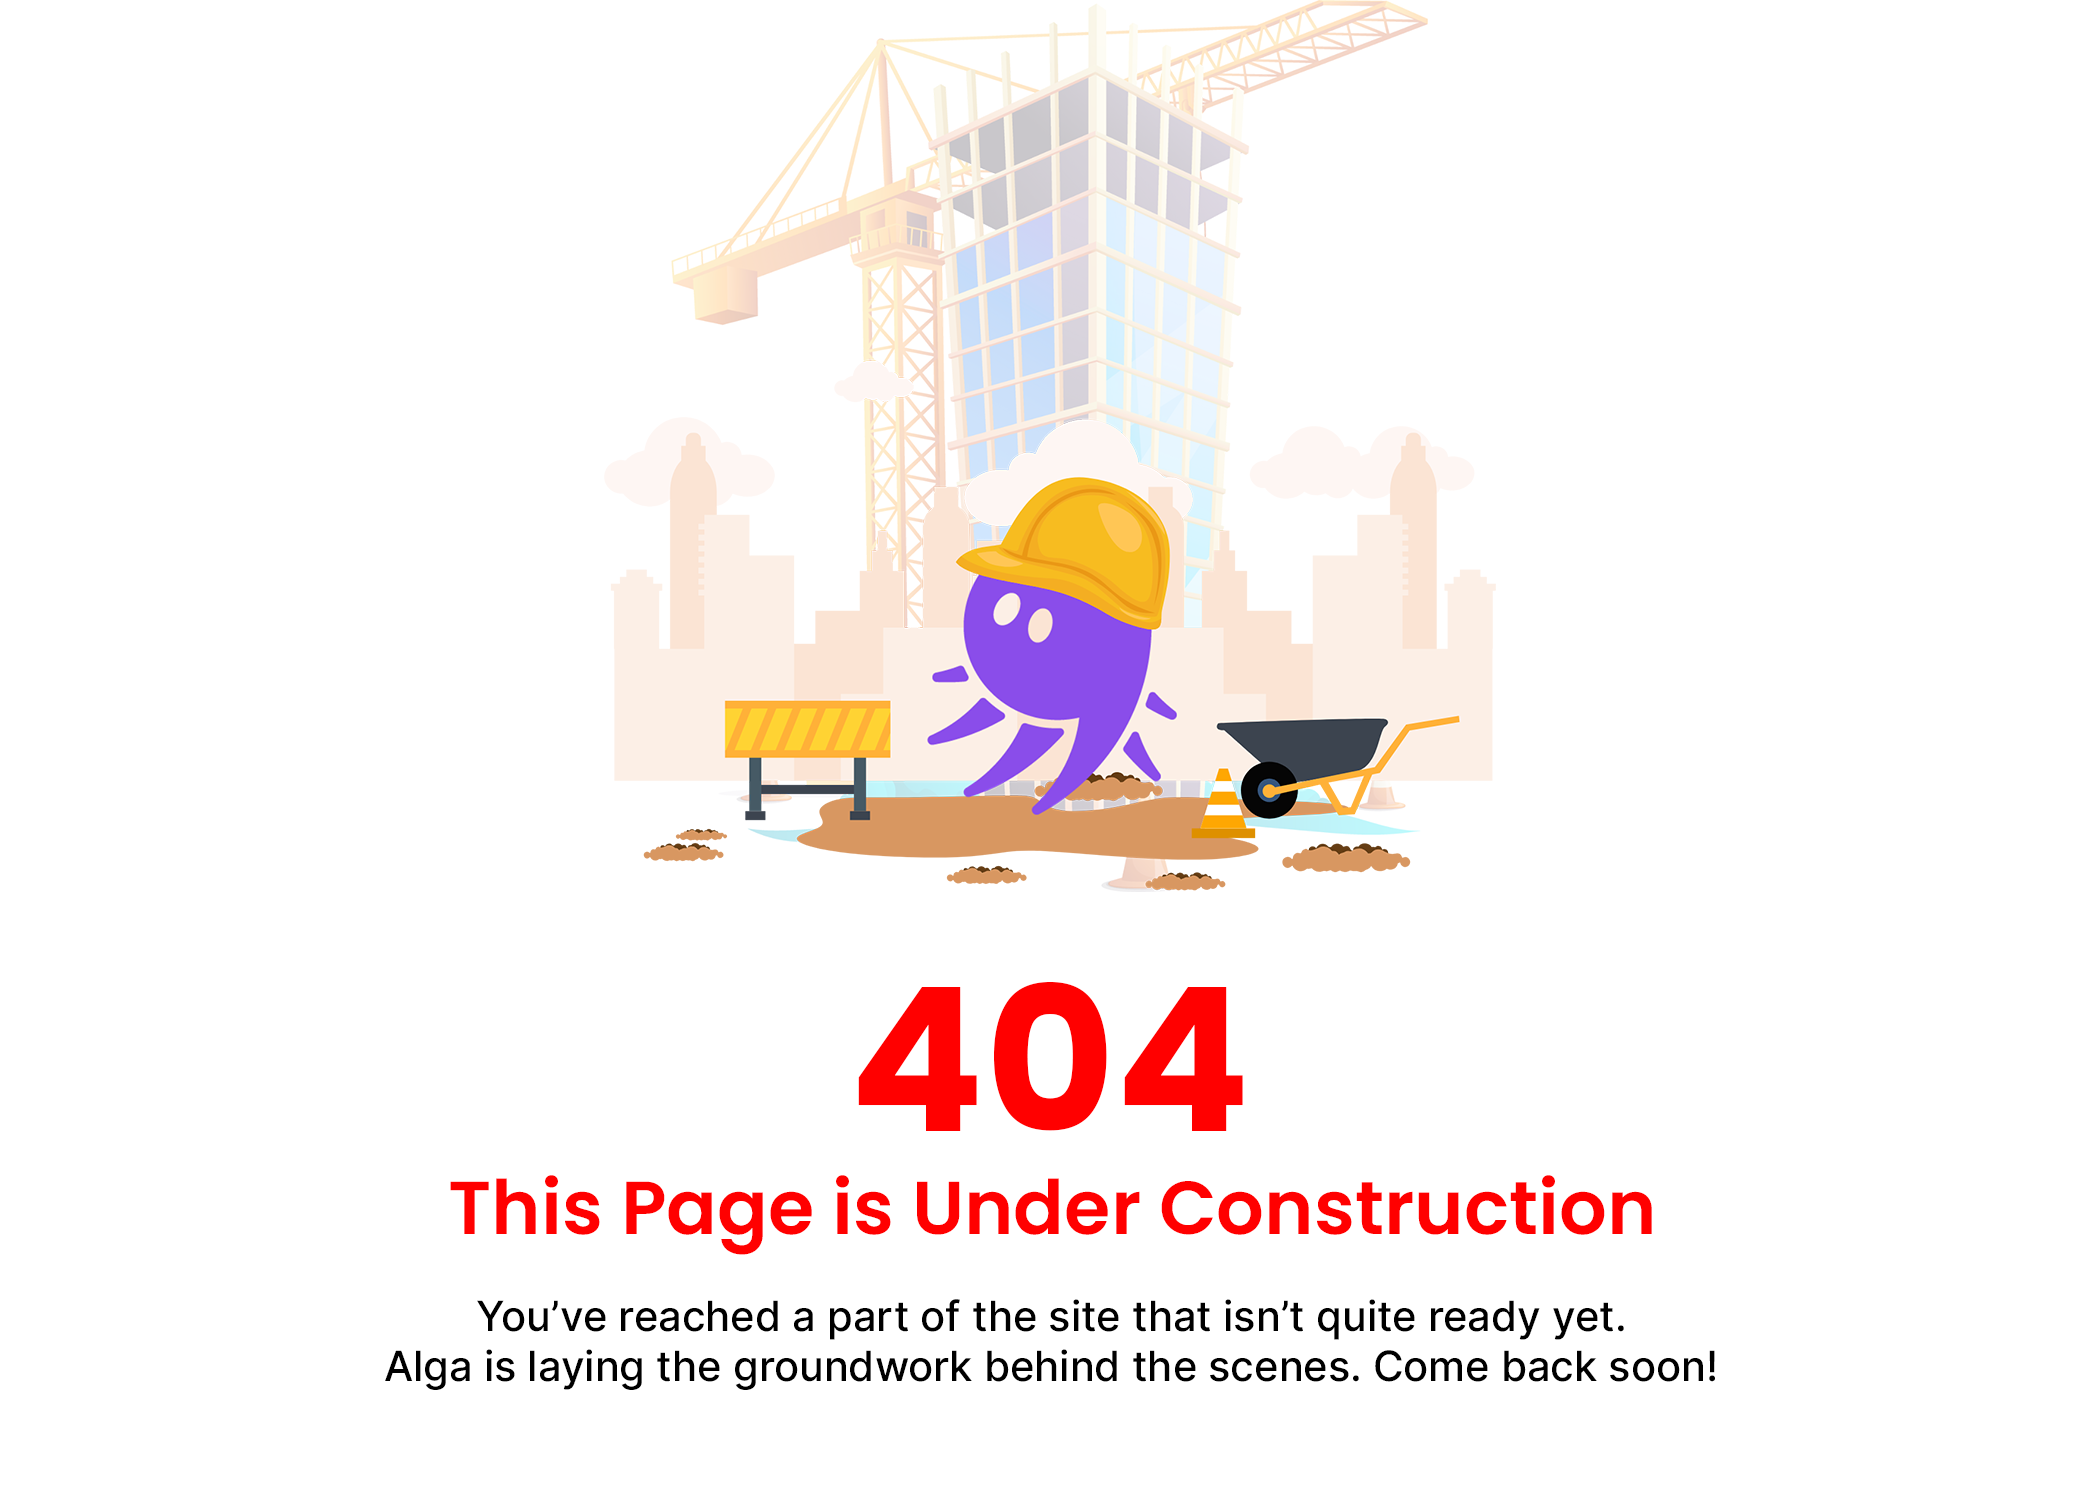 404
This Page is Under Construction
You’ve reached a part of the site that isn’t quite ready yet.
Alga is laying the groundwork behind the scenes. Come back soon!